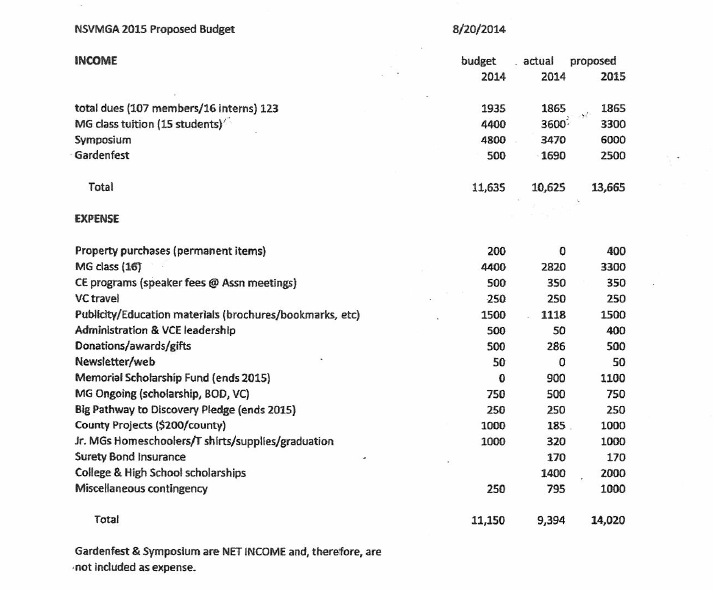 NSVMGA 2015 Proposed Budget 8/20/2014
INCOME budget actual proposed
2014 2014 2015
total dues (107 members/16 interns) 123 1935 1865 1865
MG class tuition (15 students) 4400 3600 3300
Symposium 4800 3470 6000
Gardenfest 500 1690 2500
Total 11,635 10,625 13,665
EXPENSE
Property purchases (permanent items) 200 0 400
MG class (16) 4400 2820 3300
CE programs (speaker fees @ Assn meetings) 500 350 350
VC travel 250 250 250
Publicity/Education materials (brochures/bookmarks, etc) 1500 1118 1500
Administration & VCE leadership 500 50 400
Donations/awards/gifts 500 286 500
Newsletter/web 50 0 50
Memorial Scholarship Fund (ends 2015) 0 900 1100
MG Ongoing (scholarship, BOD, VC) 750 500 750
Big Pathway to Discovery Pledge (ends 2015) 250 250 250
County Projects ($200/county) 1000 185 1000
Jr. MGs Homeschoolers/T shirts/supplies/graduation 1000 320 1000
Surety Bond Insurance 170 170
College & High School scholarships 1400 2000
Miscellaneous contingency 250 795 1000
Total 11,150 9,394 14,020
Gardenfest & Symposium are NET INCOME and, therefore, are
not included as expense.